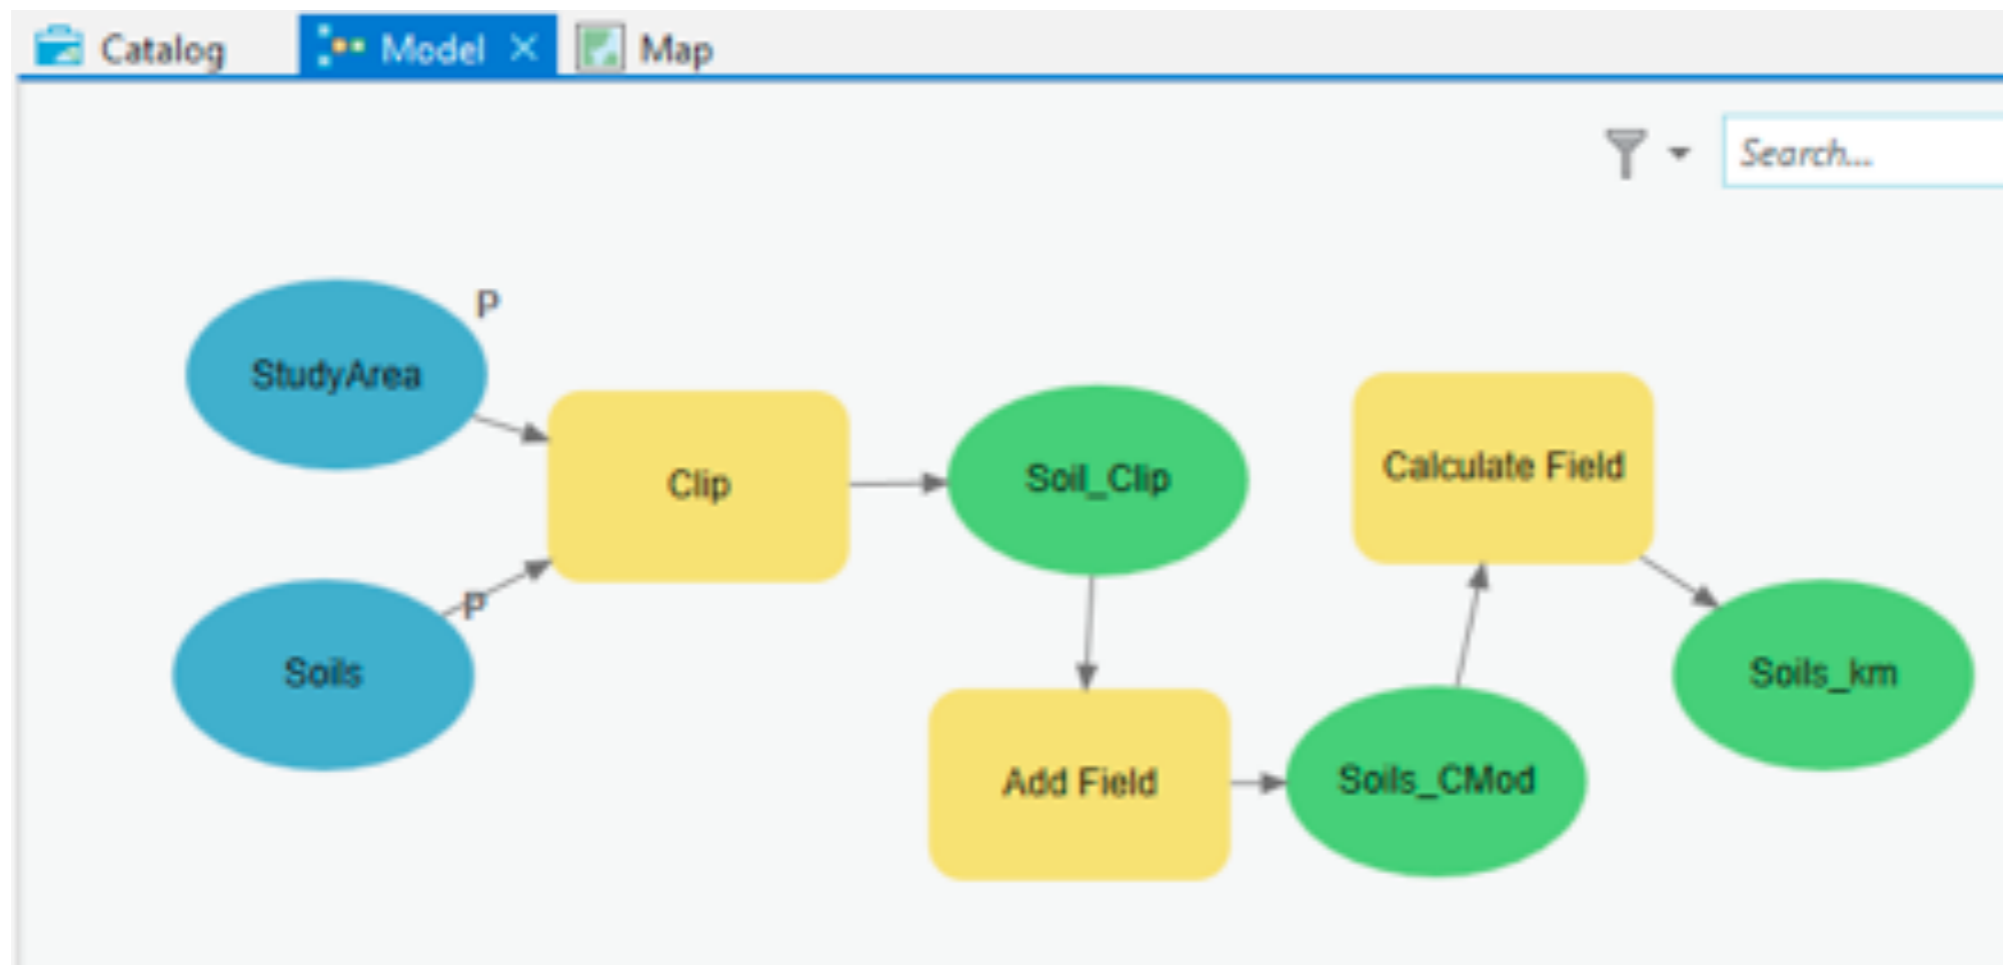 Catalog Model Map
Search...
P
StudyArea
Clip
Soil_Clip
Calculate Field
P
Soils
Soils_km
Add Field
Soils_CMod